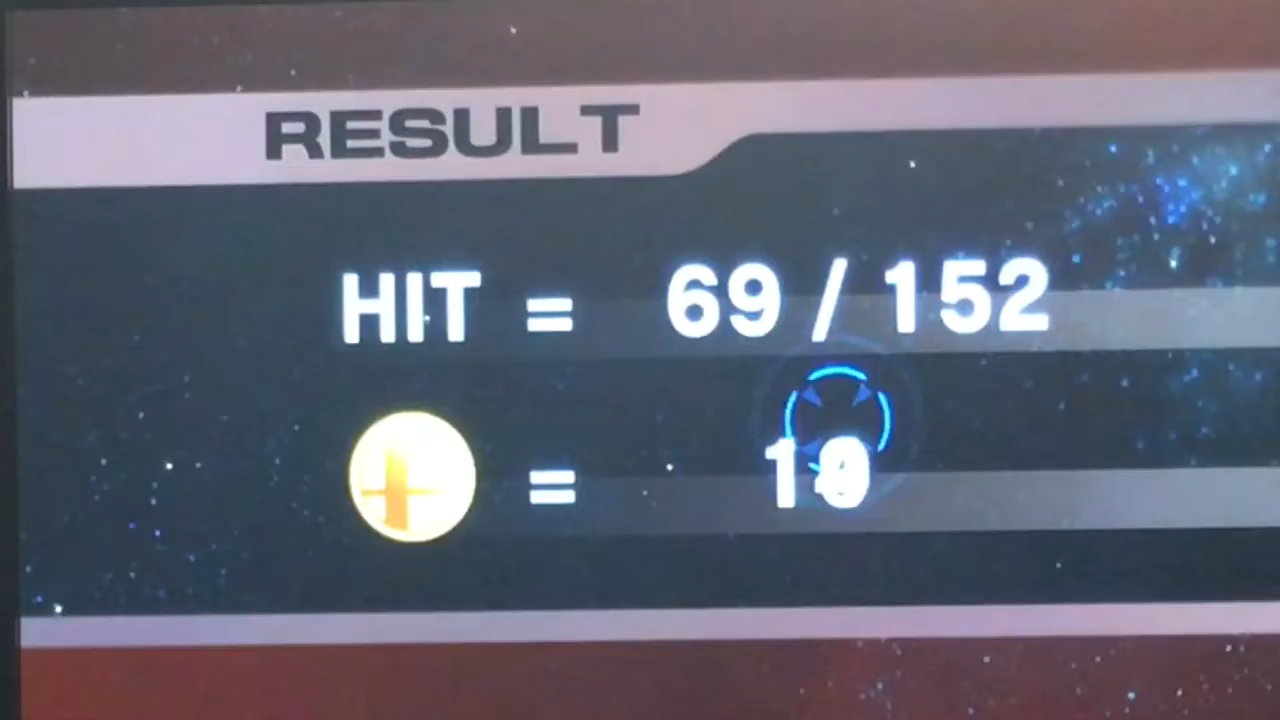 RESULT
HIT = 69 / 152
=